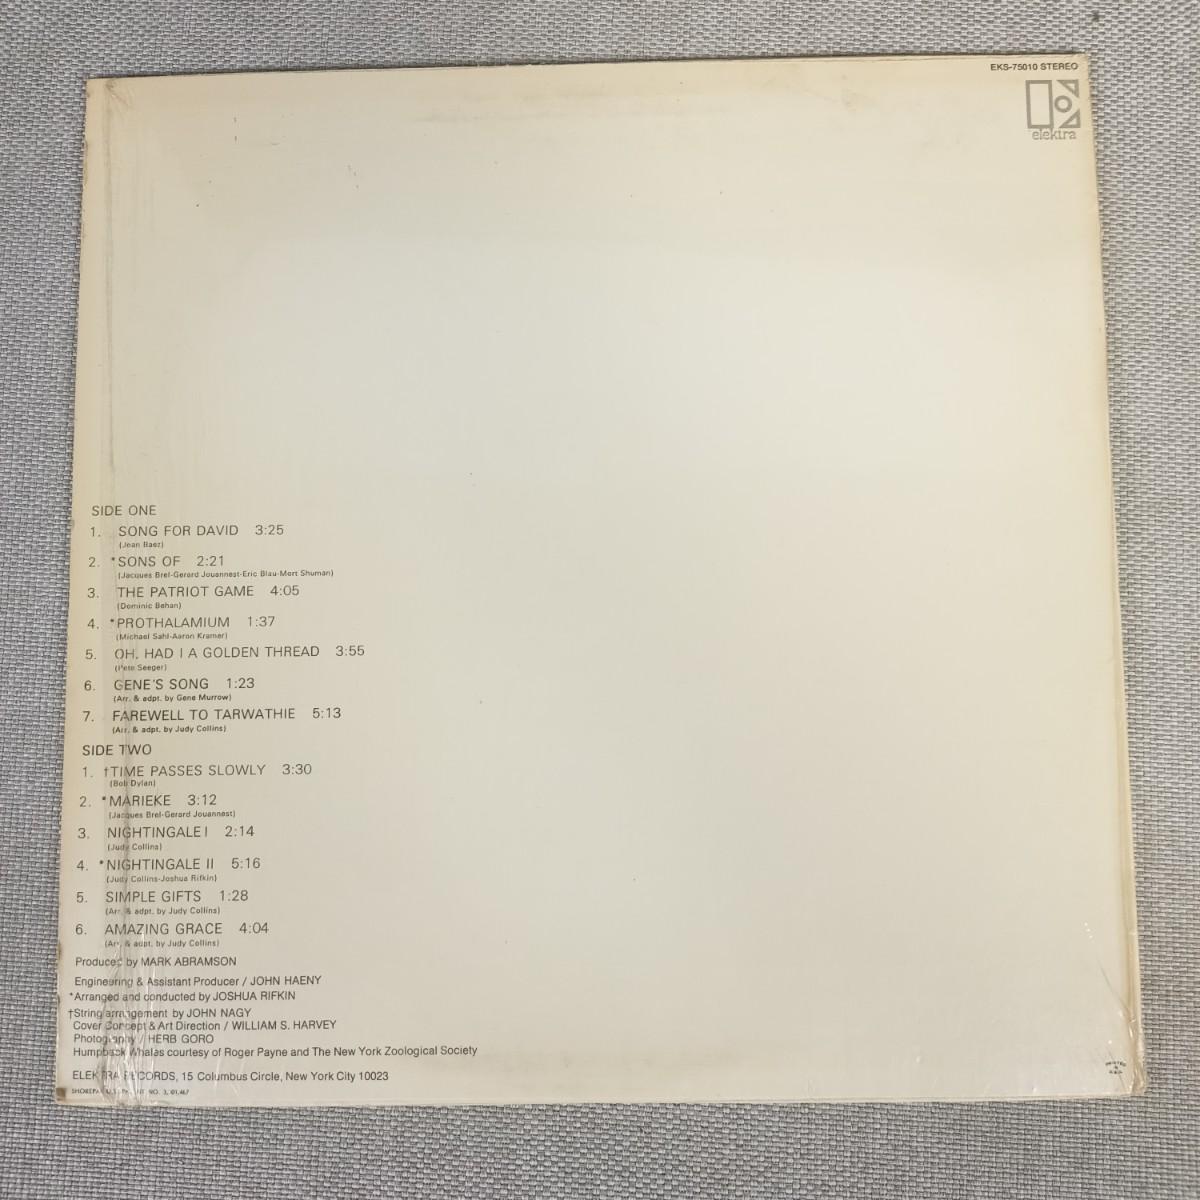 EKS-75010 STEREO
elektra
SIDE ONE
1. SONG FOR DAVID 3:25
(Joan Baez)
2. *SONS OF 2:21
(Jacques Brel-Gerard Jouannest-Eric Blau-Mort Shuman)
3. THE PATRIOT GAME 4:05
(Dominic Behan)
4. *PROTHALAMIUM 1:37
(Michael Sahl-Aaron Kramer)
5. OH, HAD I A GOLDEN THREAD 3:55
(Pete Seeger)
6. GENE'S SONG 1:23
(Arr. & adpt. by Gene Murrow)
7. FAREWELL TO TARWATHIE 5:13
(Arr. & adpt. by Judy Collins)
SIDE TWO
1. †TIME PASSES SLOWLY 3:30
(Bob Dylan)
2. *MARIEKE 3:12
(Jacques Brel-Gerard Jouannest)
3. NIGHTINGALE I 2:14
(Judy Collins)
4. *NIGHTINGALE II 5:16
(Judy Collins-Joshua Rifkin)
5. SIMPLE GIFTS 1:28
(Arr. & adpt. by Judy Collins)
6. AMAZING GRACE 4:04
(Arr. & adpt. by Judy Collins)
Produced by MARK ABRAMSON
Engineering & Assistant Producer / JOHN HAENY
*Arranged and conducted by JOSHUA RIFKIN
†String arrangement by JOHN NAGY
Cover Concept & Art Direction / WILLIAM S. HARVEY
Photography / HERB GORO
Humpback Whales courtesy of Roger Payne and The New York Zoological Society
ELEKTRA RECORDS, 15 Columbus Circle, New York City 10023
SHOREPAK U.S. PATENT NO. 3,
PRINTED
IN
U.S.A.